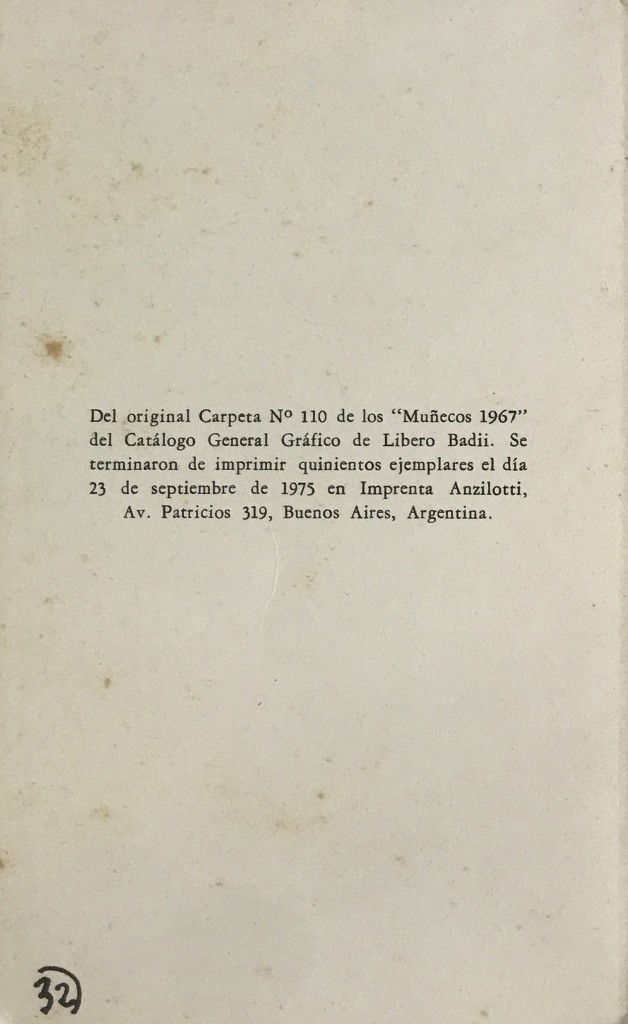 Del original Carpeta Nº 110 de los “Muñecos 1967”
del Catálogo General Gráfico de Libero Badii. Se
terminaron de imprimir quinientos ejemplares el día
23 de septiembre de 1975 en Imprenta Anzilotti,
Av. Patricios 319, Buenos Aires, Argentina.
32